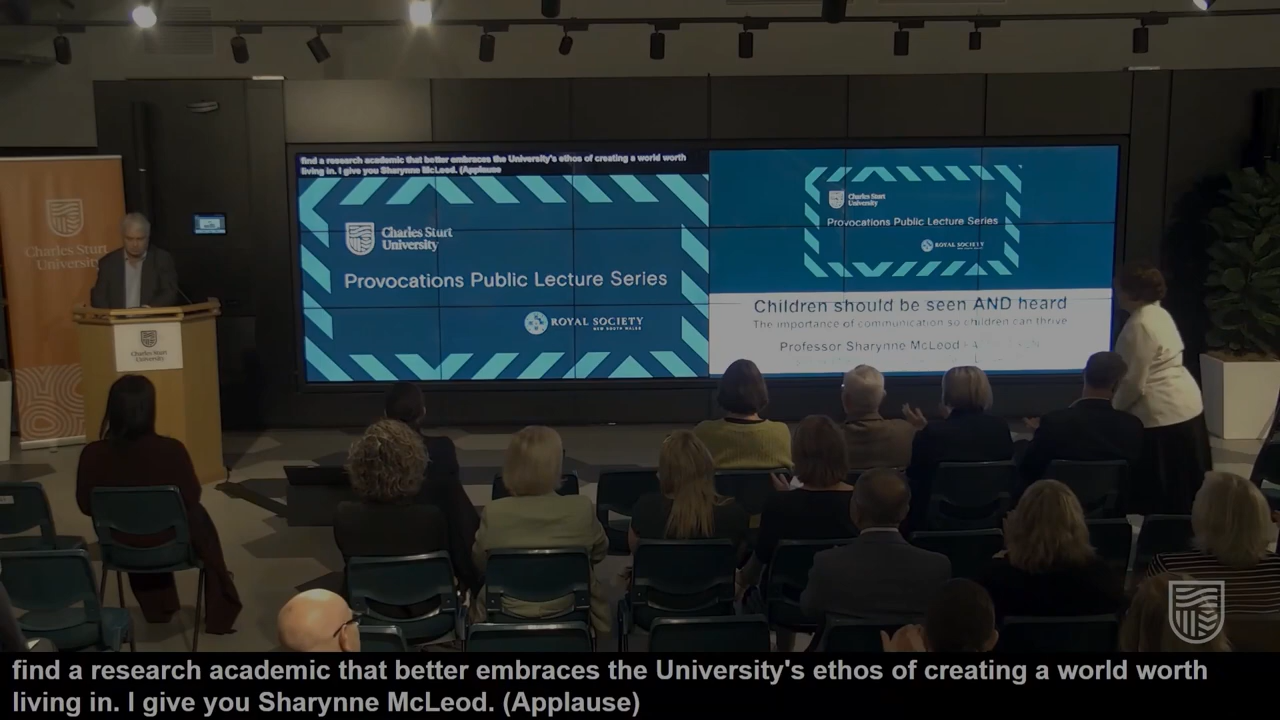 find a research academic that better embraces the University's ethos of creating a world worth
living in. I give you Sharynne McLeod. (Applause
Charles Sturt
University
Provocations Public Lecture Series
ROYAL SOCIETY
NEW SOUTH WALES
Charles Sturt
University
Provocations Public Lecture Series
ROYAL SOCIETY
Children should be seen AND heard
The importance of communication so children can thrive
Professor Sharynne McLeod
Charles Sturt
University
Charles Sturt
University
find a research academic that better embraces the University's ethos of creating a world worth
living in. I give you Sharynne McLeod. (Applause)